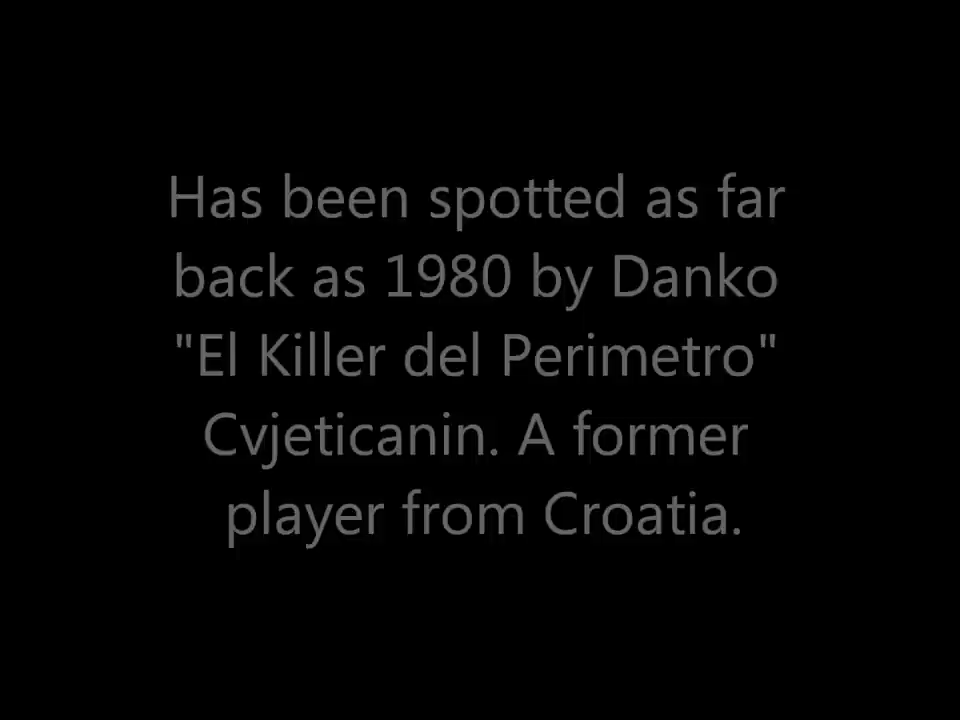 Has been spotted as far
back as 1980 by Danko
"El Killer del Perimetro"
Cvjeticanin. A former
player from Croatia.